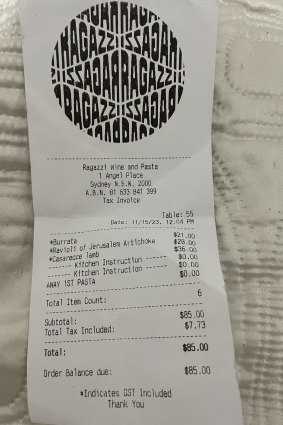 RAGAZZI
Ragazzi Wine and Pasta
1 Angel Place
Sydney N.S.W. 2000
A.B.N. 81 633 841 399
Tax Invoice
Table: 55
Date: 11/15/23, 12:04 PM
*Burrata $21.00
*Ravioli of Jerusalem Artichoke $28.00
*Casarecce lamb $36.00
------- Kitchen Instruction ------- $0.00
------- Kitchen Instruction ------- $0.00
AWAY 1ST PASTA $0.00
Total Item Count: 6
Subtotal: $85.00
Total Tax Included: $7.73
Total: $85.00
Order Balance due: $85.00
*Indicates GST Included
Thank You